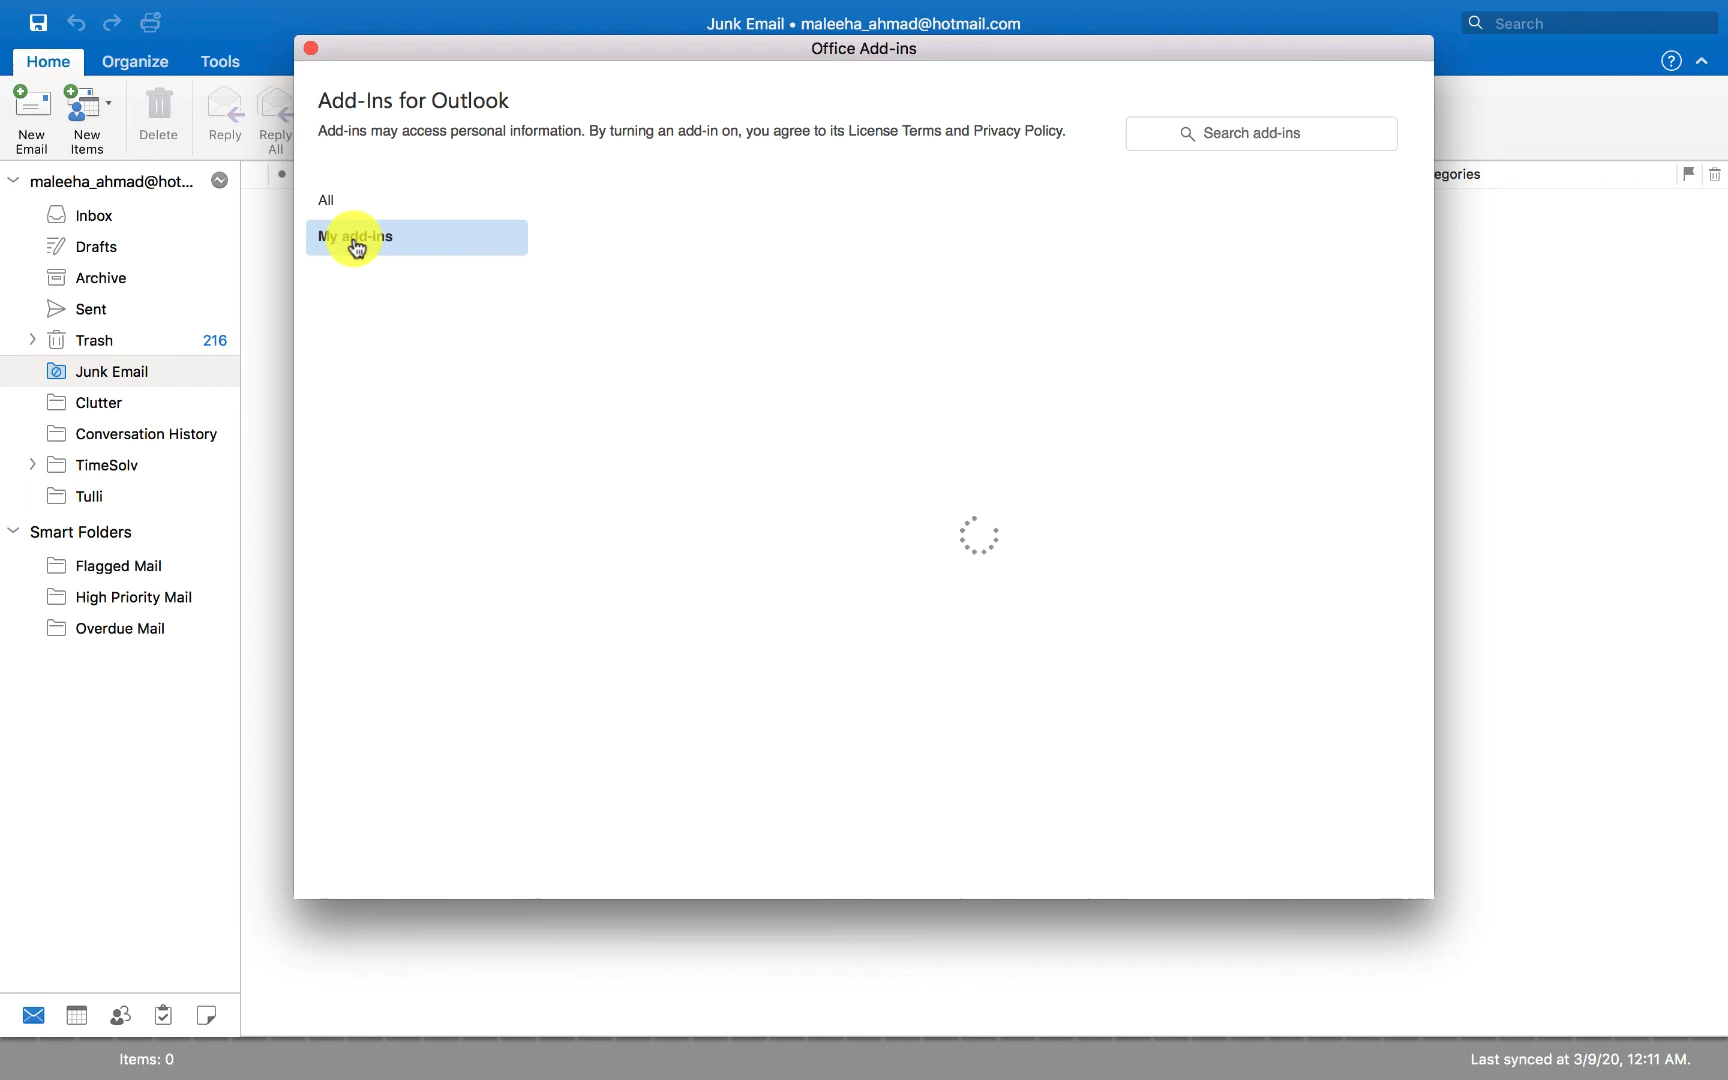 Junk Email • maleeha_ahmad@hotmail.com
Search
Home
Organize
Tools
Office Add-ins
New
Email
New
Items
Delete
Reply
Reply
All
Add-Ins for Outlook
Add-ins may access personal information. By turning an add-in on, you agree to its License Terms and Privacy Policy.
Search add-ins
maleeha_ahmad@hot...
egories
All
My add-ins
Inbox
Drafts
Archive
Sent
Trash 216
Junk Email
Clutter
Conversation History
TimeSolv
Tulli
Smart Folders
Flagged Mail
High Priority Mail
Overdue Mail
Items: 0
Last synced at 3/9/20, 12:11 AM.